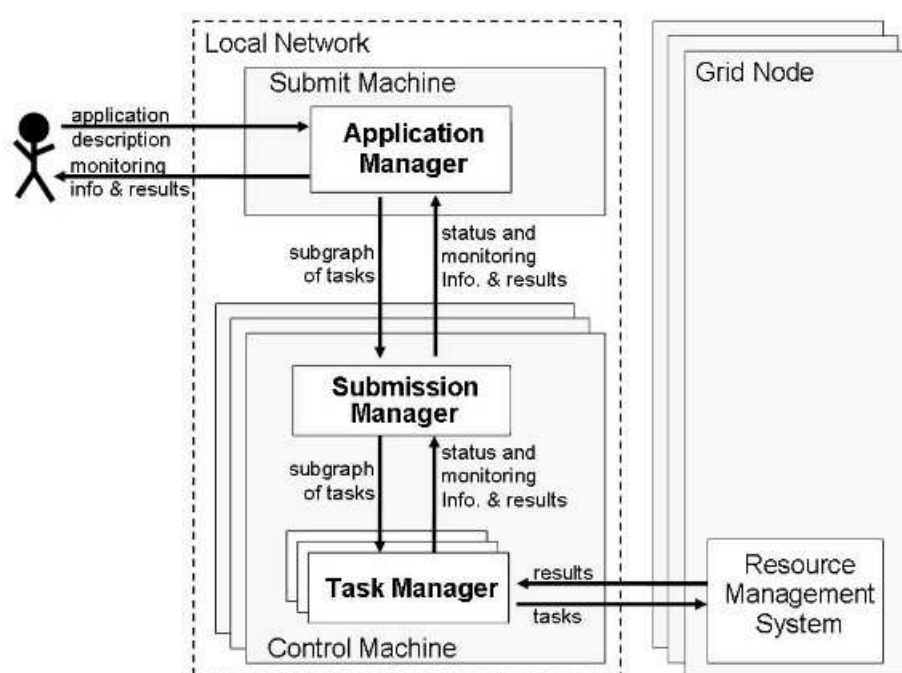 Local Network
Submit Machine
Grid Node
application
description
monitoring
info & results
Application
Manager
subgraph
of tasks
status and
monitoring
Info. & results
Submission
Manager
subgraph
of tasks
status and
monitoring
Info. & results
Task Manager
results
tasks
Resource
Management
System
Control Machine